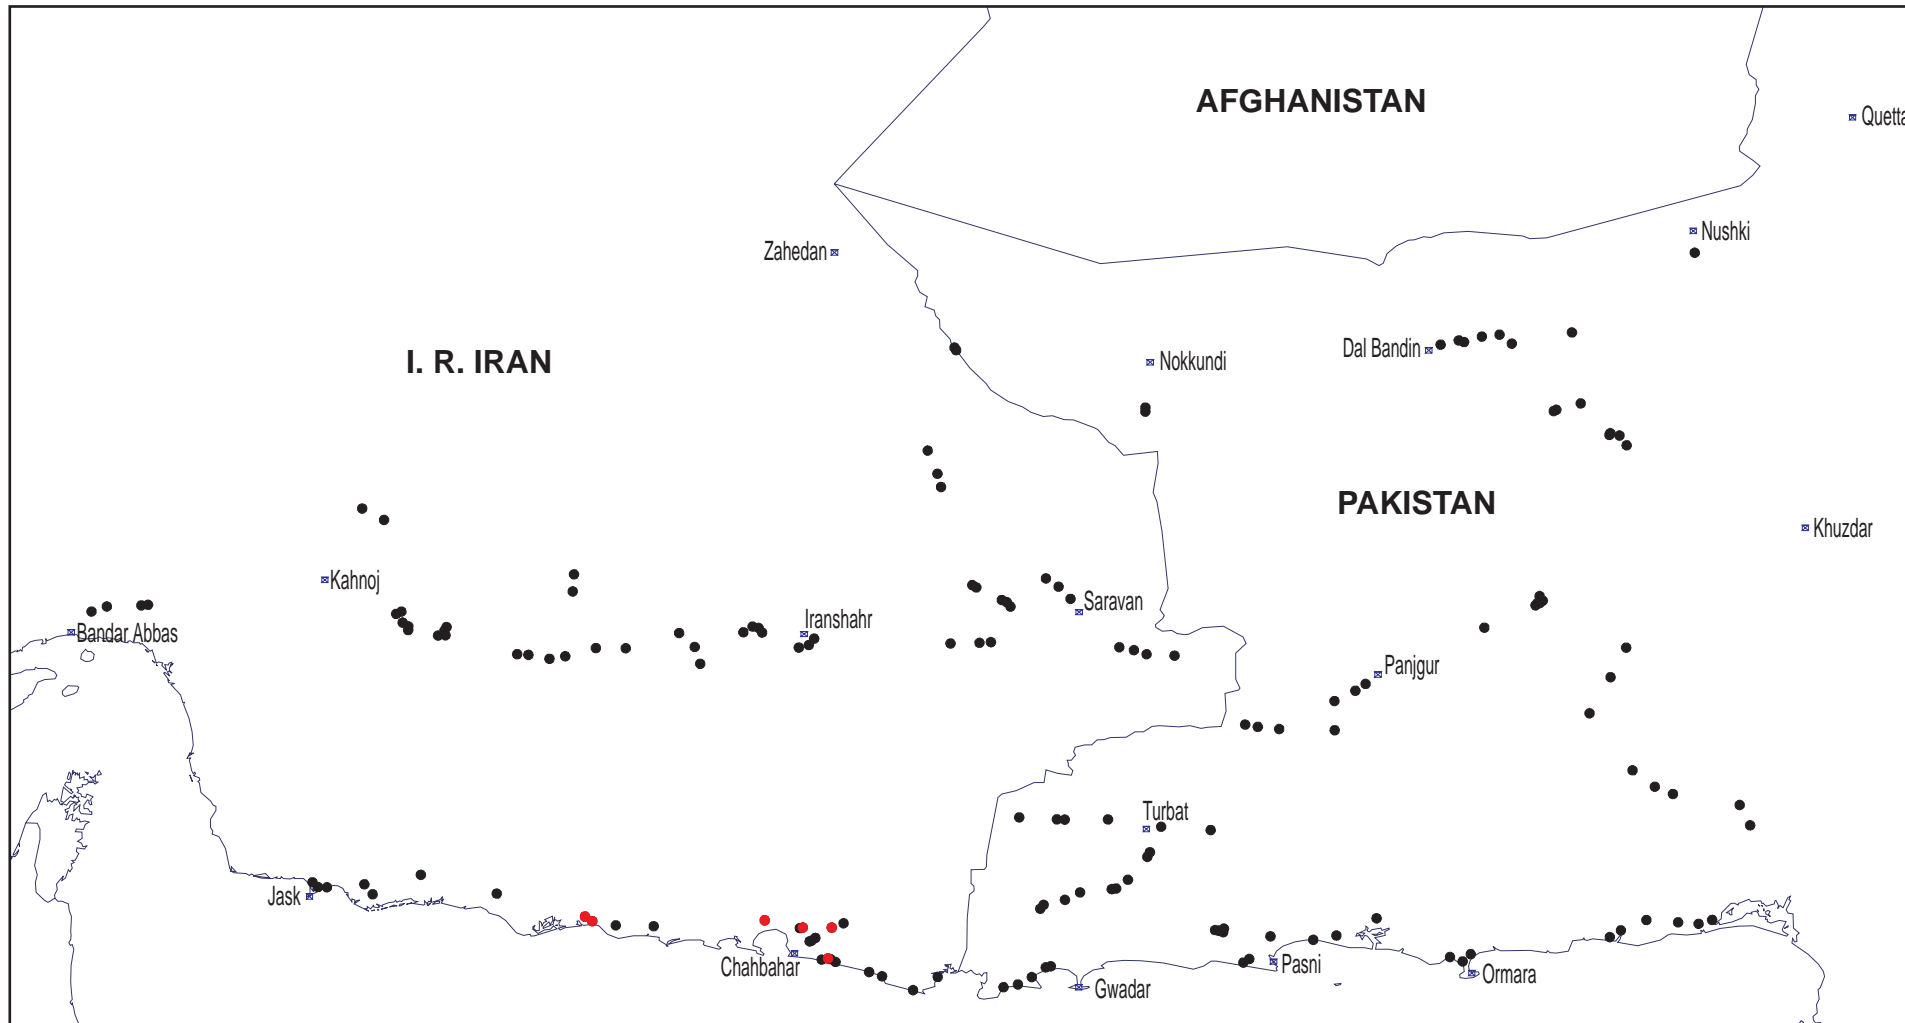 AFGHANISTAN
Quetta
Nushki
Zahedan
Dal Bandin
I. R. IRAN
Nokkundi
PAKISTAN
Khuzdar
Kahnoj
Saravan
Iranshahr
Bandar Abbas
Panjgur
Turbat
Jask
Chahbahar
Pasni
Ormara
Gwadar